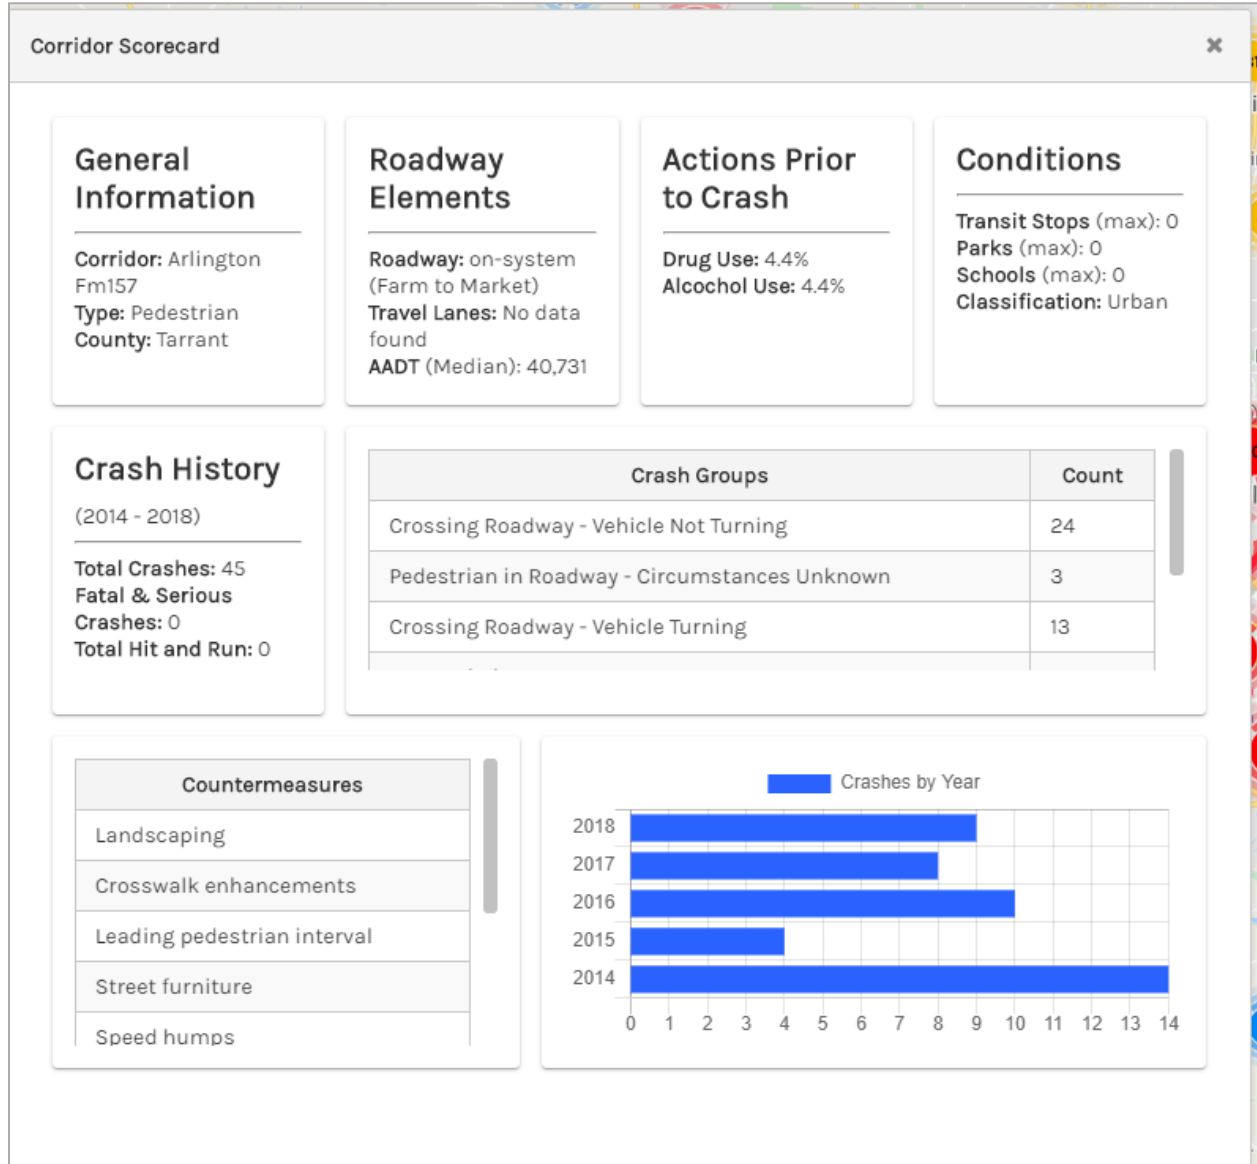 Corridor Scorecard
General
Information
Corridor: Arlington
Fm157
Type: Pedestrian
County: Tarrant
Roadway
Elements
Roadway: on-system
(Farm to Market)
Travel Lanes: No data
found
AADT (Median): 40,731
Actions Prior
to Crash
Drug Use: 4.4%
Alcochol Use: 4.4%
Conditions
Transit Stops (max): 0
Parks (max): 0
Schools (max): 0
Classification: Urban
Crash History
(2014 - 2018)
Total Crashes: 45
Fatal & Serious
Crashes: 0
Total Hit and Run: 0
Crash Groups Count
Crossing Roadway - Vehicle Not Turning 24
Pedestrian in Roadway - Circumstances Unknown 3
Crossing Roadway - Vehicle Turning 13
Countermeasures
Landscaping
Crosswalk enhancements
Leading pedestrian interval
Street furniture
Speed humps
Crashes by Year
2018
2017
2016
2015
2014
0 1 2 3 4 5 6 7 8 9 10 11 12 13 14